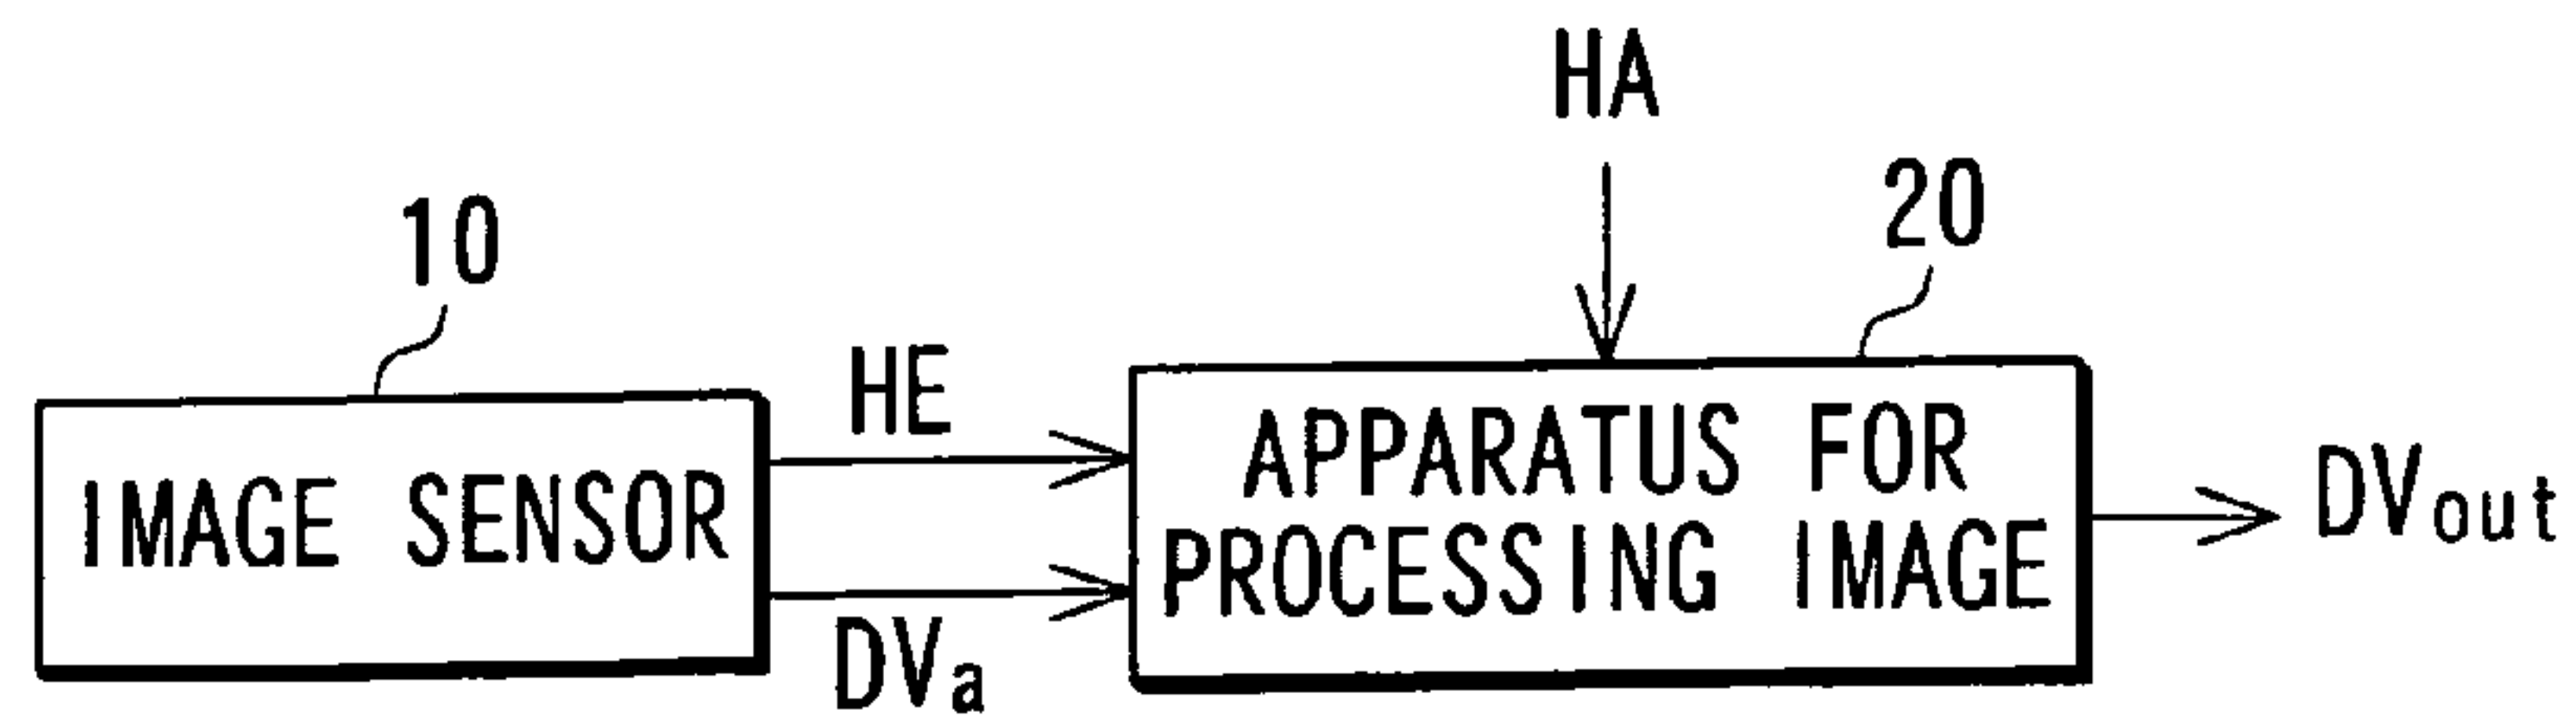 HA
10
20
HE
IMAGE SENSOR
APPARATUS FOR
PROCESSING IMAGE
DVout
DVa